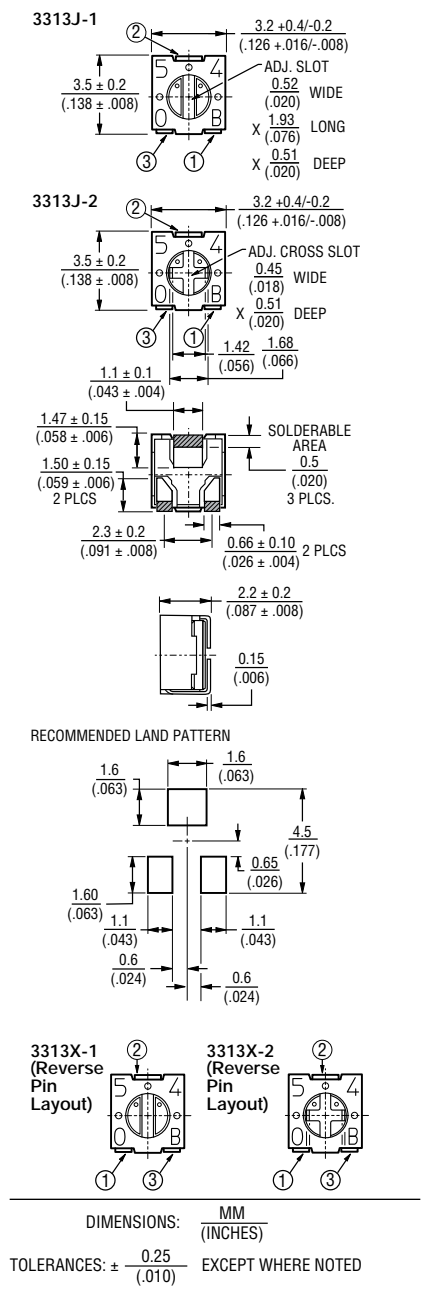 3313J-1
②
3.2 +0.4/-0.2
(.126 +.016/-.008)
3.5 ± 0.2
(.138 ± .008)
5 4
O B
ADJ. SLOT
0.52
(.020) WIDE
X 1.93
(.076) LONG
X 0.51
(.020) DEEP
③ ①
3313J-2
②
3.2 +0.4/-0.2
(.126 +.016/-.008)
3.5 ± 0.2
(.138 ± .008)
5 4
O B
ADJ. CROSS SLOT
0.45
(.018) WIDE
X 0.51
(.020) DEEP
③ ①
1.42
(.056)
1.68
(.066)
1.1 ± 0.1
(.043 ± .004)
1.47 ± 0.15
(.058 ± .006)
1.50 ± 0.15
(.059 ± .006)
2 PLCS
SOLDERABLE
AREA
0.5
(.020)
3 PLCS.
2.3 ± 0.2
(.091 ± .008)
0.66 ± 0.10
(.026 ± .004) 2 PLCS
2.2 ± 0.2
(.087 ± .008)
0.15
(.006)
RECOMMENDED LAND PATTERN
1.6
(.063)
1.6
(.063)
4.5
(.177)
0.65
(.026)
1.60
(.063)
1.1
(.043)
1.1
(.043)
0.6
(.024)
0.6
(.024)
3313X-1
(Reverse
Pin
Layout)
②
5 4
O B
① ③
3313X-2
(Reverse
Pin
Layout)
②
5 4
O B
① ③
DIMENSIONS: MM
(INCHES)
TOLERANCES: ± 0.25
(.010) EXCEPT WHERE NOTED